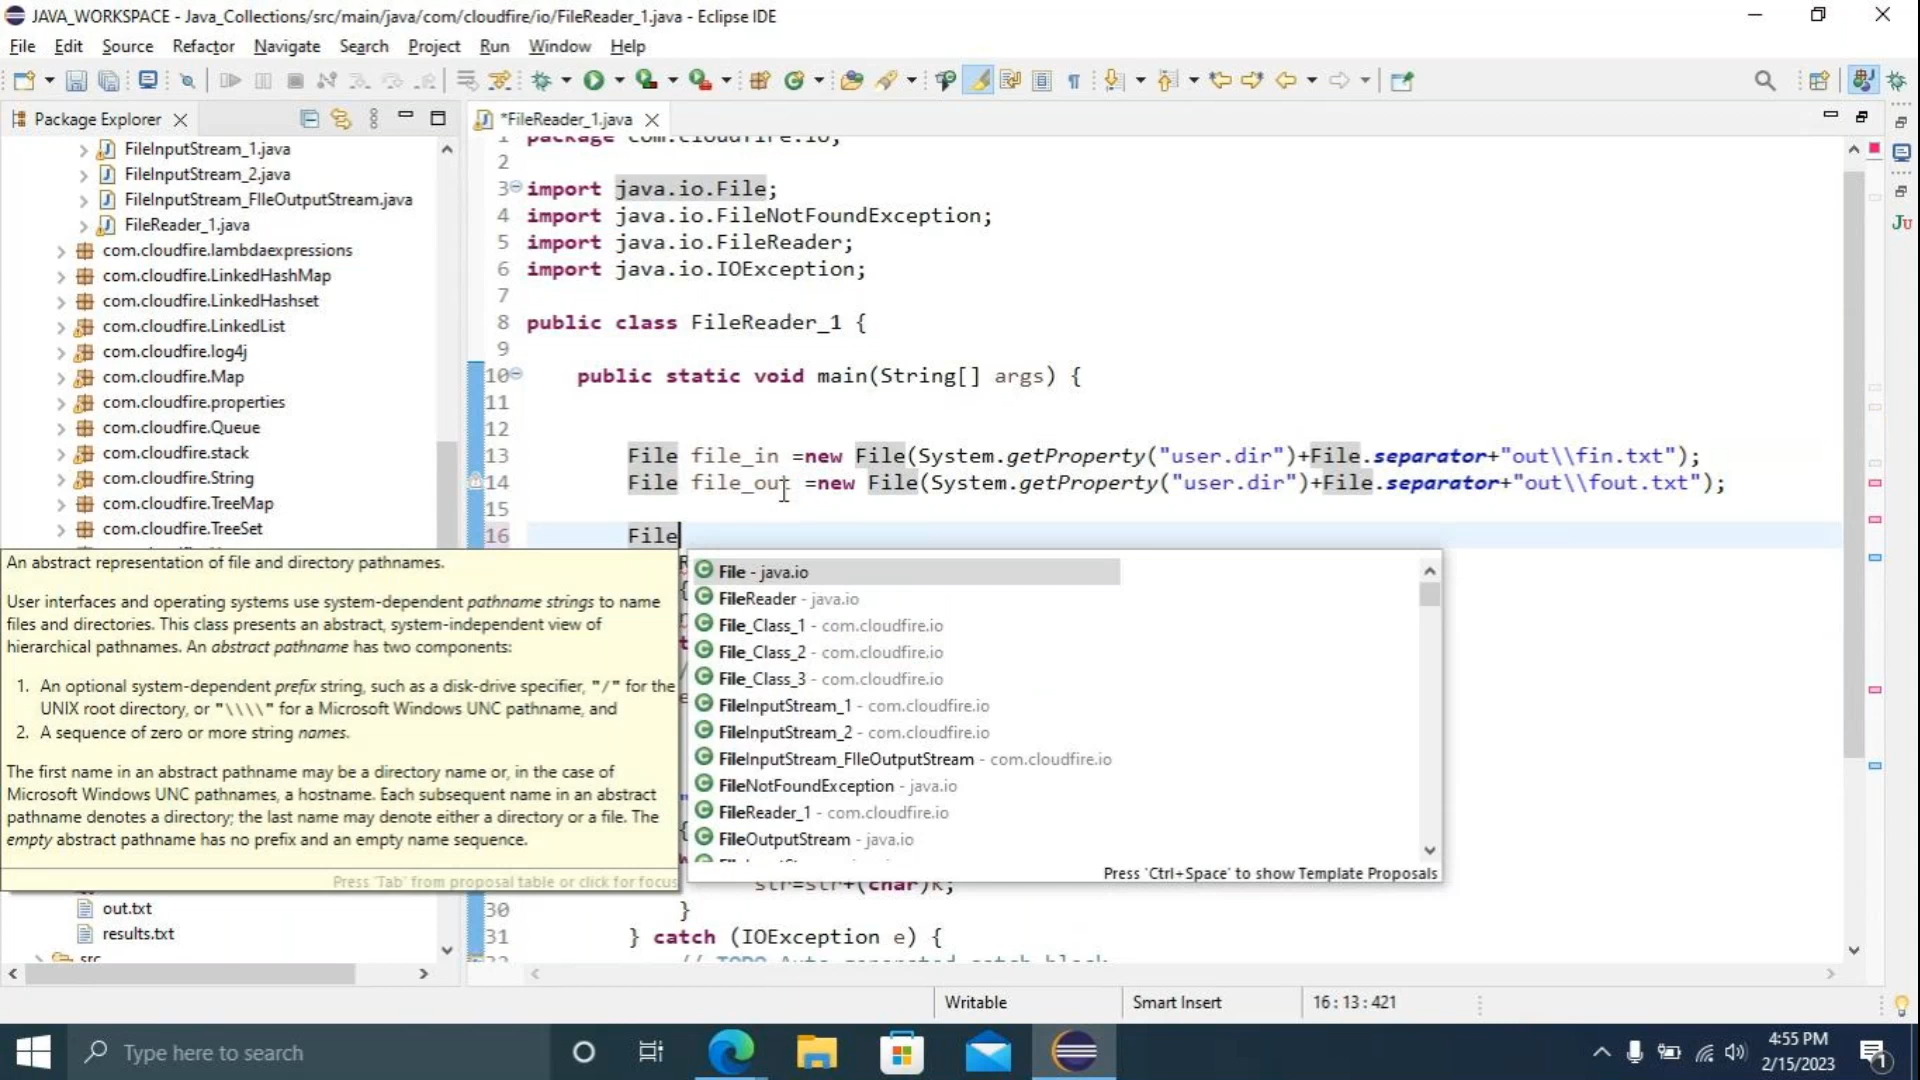 JAVA_WORKSPACE - Java_Collections/src/main/java/com/cloudfire/io/FileReader_1.java - Eclipse IDE
File Edit Source Refactor Navigate Search Project Run Window Help
Package Explorer
FileInputStream_1.java
FileInputStream_2.java
FileInputStream_FIleOutputStream.java
FileReader_1.java
com.cloudfire.lambdaexpressions
com.cloudfire.LinkedHashMap
com.cloudfire.LinkedHashset
com.cloudfire.LinkedList
com.cloudfire.log4j
com.cloudfire.Map
com.cloudfire.properties
com.cloudfire.Queue
com.cloudfire.stack
com.cloudfire.String
com.cloudfire.TreeMap
com.cloudfire.TreeSet
*FileReader_1.java
1 package com.cloudfire.io;
2
3 import java.io.File;
4 import java.io.FileNotFoundException;
5 import java.io.FileReader;
6 import java.io.IOException;
7
8 public class FileReader_1 {
9
10 public static void main(String[] args) {
11
12
13 File file_in =new File(System.getProperty("user.dir")+File.separator+"out\\fin.txt");
14 File file_out =new File(System.getProperty("user.dir")+File.separator+"out\\fout.txt");
15
16 File
An abstract representation of file and directory pathnames.
User interfaces and operating systems use system-dependent pathname strings to name
files and directories. This class presents an abstract, system-independent view of
hierarchical pathnames. An abstract pathname has two components:
1. An optional system-dependent prefix string, such as a disk-drive specifier, "/" for the
UNIX root directory, or "\\\\" for a Microsoft Windows UNC pathname, and
2. A sequence of zero or more string names.
The first name in an abstract pathname may be a directory name or, in the case of
Microsoft Windows UNC pathnames, a hostname. Each subsequent name in an abstract
pathname denotes a directory; the last name may denote either a directory or a file. The
empty abstract pathname has no prefix and an empty name sequence.
Press 'Tab' from proposal table or click for focus
File - java.io
FileReader - java.io
File_Class_1 - com.cloudfire.io
File_Class_2 - com.cloudfire.io
File_Class_3 - com.cloudfire.io
FileInputStream_1 - com.cloudfire.io
FileInputStream_2 - com.cloudfire.io
FileInputStream_FIleOutputStream - com.cloudfire.io
FileNotFoundException - java.io
FileReader_1 - com.cloudfire.io
FileOutputStream - java.io
Press 'Ctrl+Space' to show Template Proposals
str=str+(char)k;
30 }
31 } catch (IOException e) {
32 // TODO Auto-generated catch block
out.txt
results.txt
src
Writable Smart Insert 16:13:421
Type here to search
4:55 PM
2/15/2023
1
JU